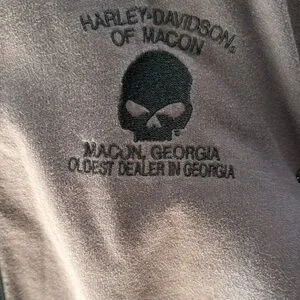 HARLEY-DAVIDSON®
OF MACON
MACON, GEORGIA
OLDEST DEALER IN GEORGIA